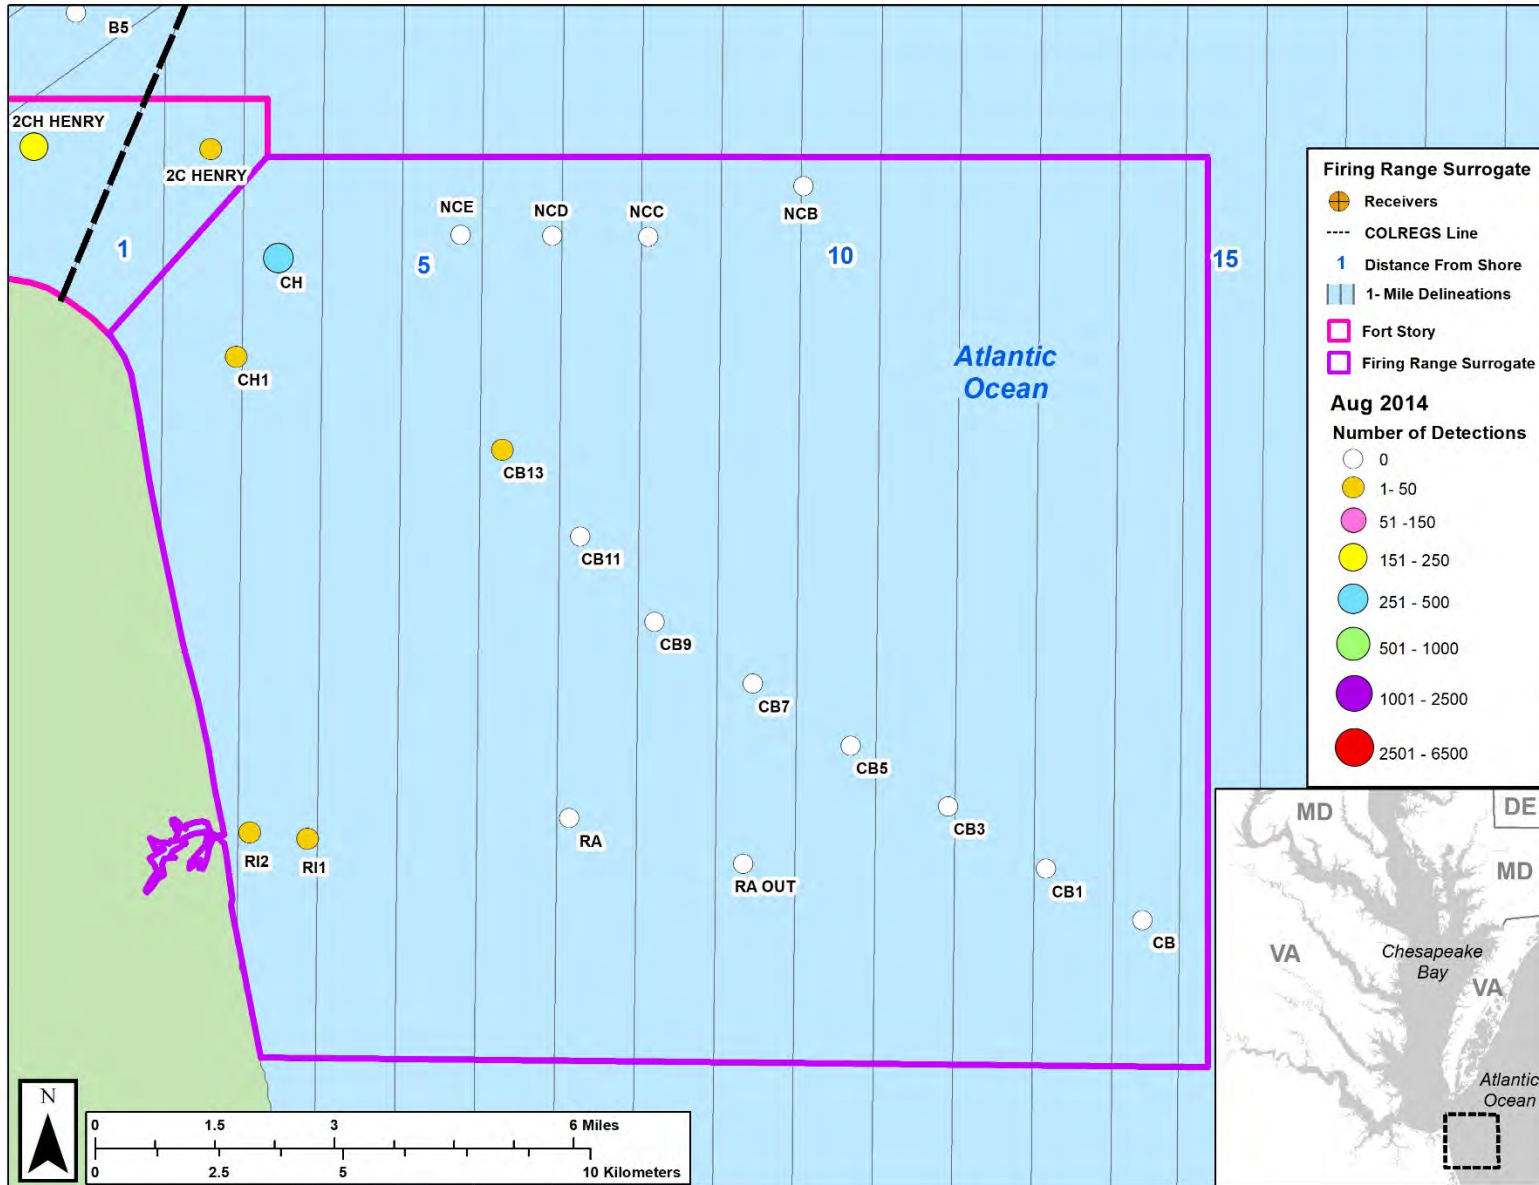 B5
2CH HENRY
2C HENRY
1
CH
NCE
NCD
NCC
NCB
5
10
15
CH1
Atlantic
Ocean
CB13
CB11
CB9
CB7
CB5
CB3
CB1
CB
RI2
RI1
RA
RA OUT
N
0 1.5 3 6 Miles
0 2.5 5 10 Kilometers
Firing Range Surrogate
Receivers
COLREGS Line
1 Distance From Shore
1- Mile Delineations
Fort Story
Firing Range Surrogate
Aug 2014
Number of Detections
0
1- 50
51 -150
151 - 250
251 - 500
501 - 1000
1001 - 2500
2501 - 6500
MD
DE
MD
VA
Chesapeake
Bay
VA
Atlantic
Ocean